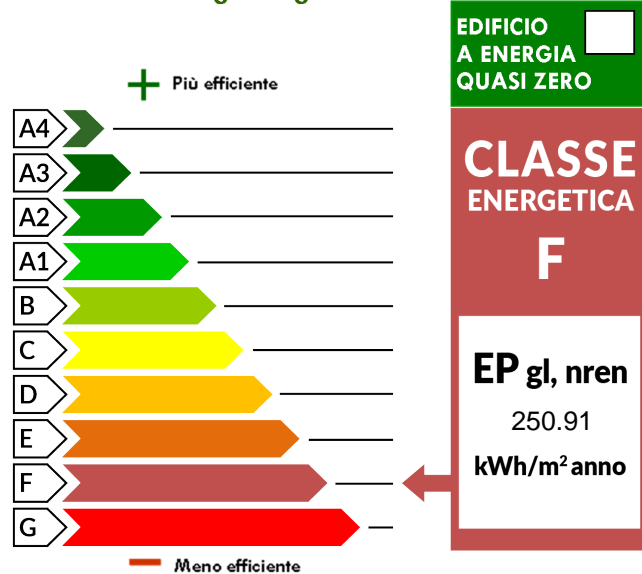 EDIFICIO
A ENERGIA
QUASI ZERO
Più efficiente
A4
A3
A2
A1
B
C
D
E
F
G
Meno efficiente
CLASSE
ENERGETICA
F
EP gl, nren
250.91
kWh/m² anno